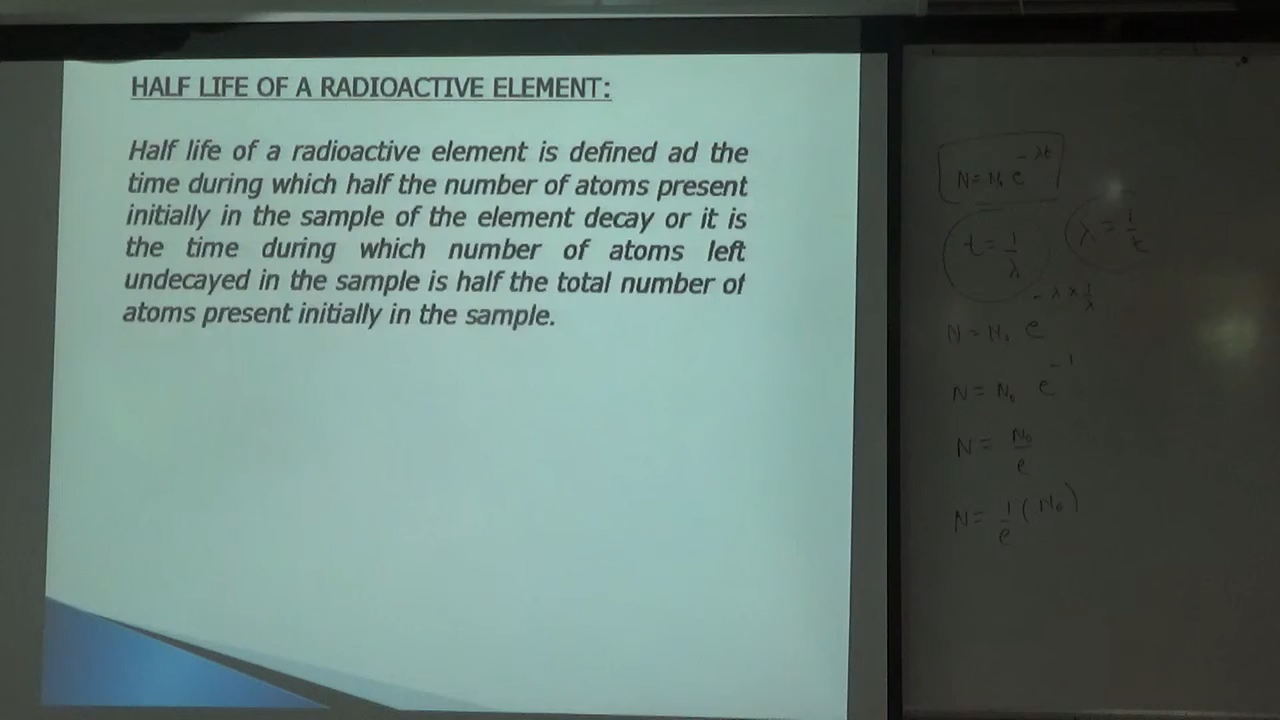 HALF LIFE OF A RADIOACTIVE ELEMENT:
Half life of a radioactive element is defined ad the
time during which half the number of atoms present
initially in the sample of the element decay or it is
the time during which number of atoms left
undecayed in the sample is half the total number of
atoms present initially in the sample.
N = N₀ e^(-λt)
t = 1/λ
λ = 1/t
N = N₀ e^(-λ × 1/λ)
N = N₀ e^(-1)
N = N₀/e
N = 1/e (N₀)